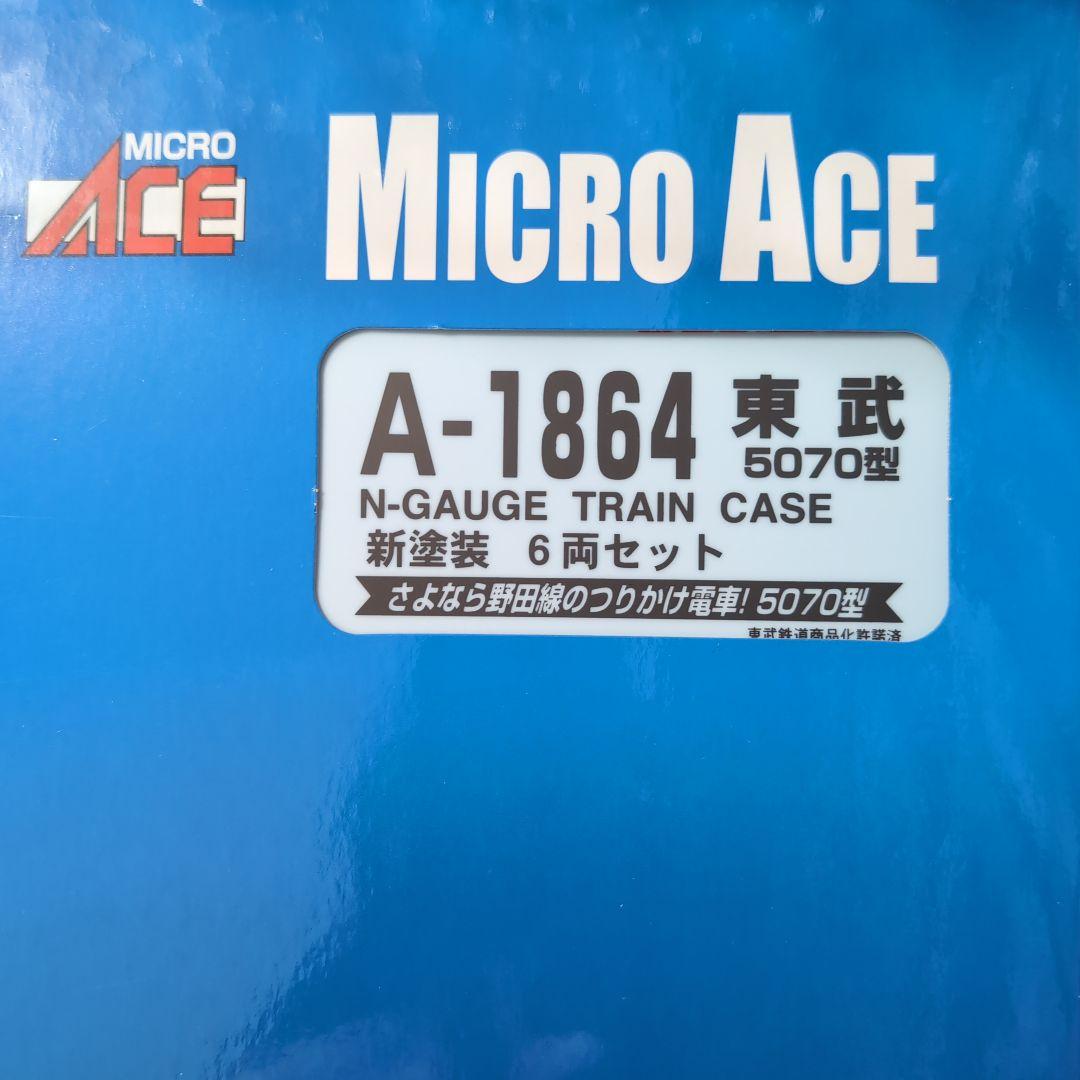 MICRO
ACE
MICRO ACE
A-1864 東武
5070型
N-GAUGE TRAIN CASE
新塗装 6両セット
さよなら野田線のつりかけ電車! 5070型
東武鉄道商品化許諾済